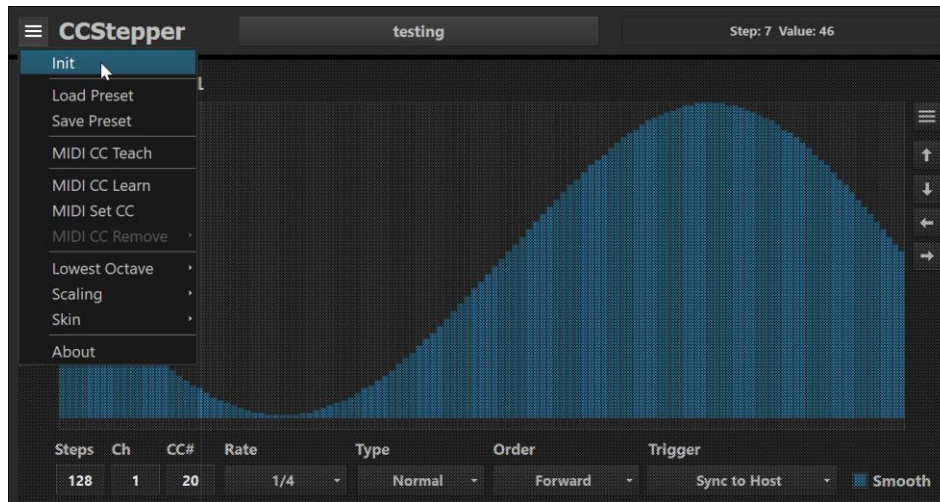 CCStepper
testing
Step: 7 Value: 46
Init
Load Preset
Save Preset
MIDI CC Teach
MIDI CC Learn
MIDI Set CC
MIDI CC Remove
Lowest Octave
Scaling
Skin
About
Steps Ch CC# Rate Type Order Trigger
128 1 20 1/4 Normal Forward Sync to Host Smooth